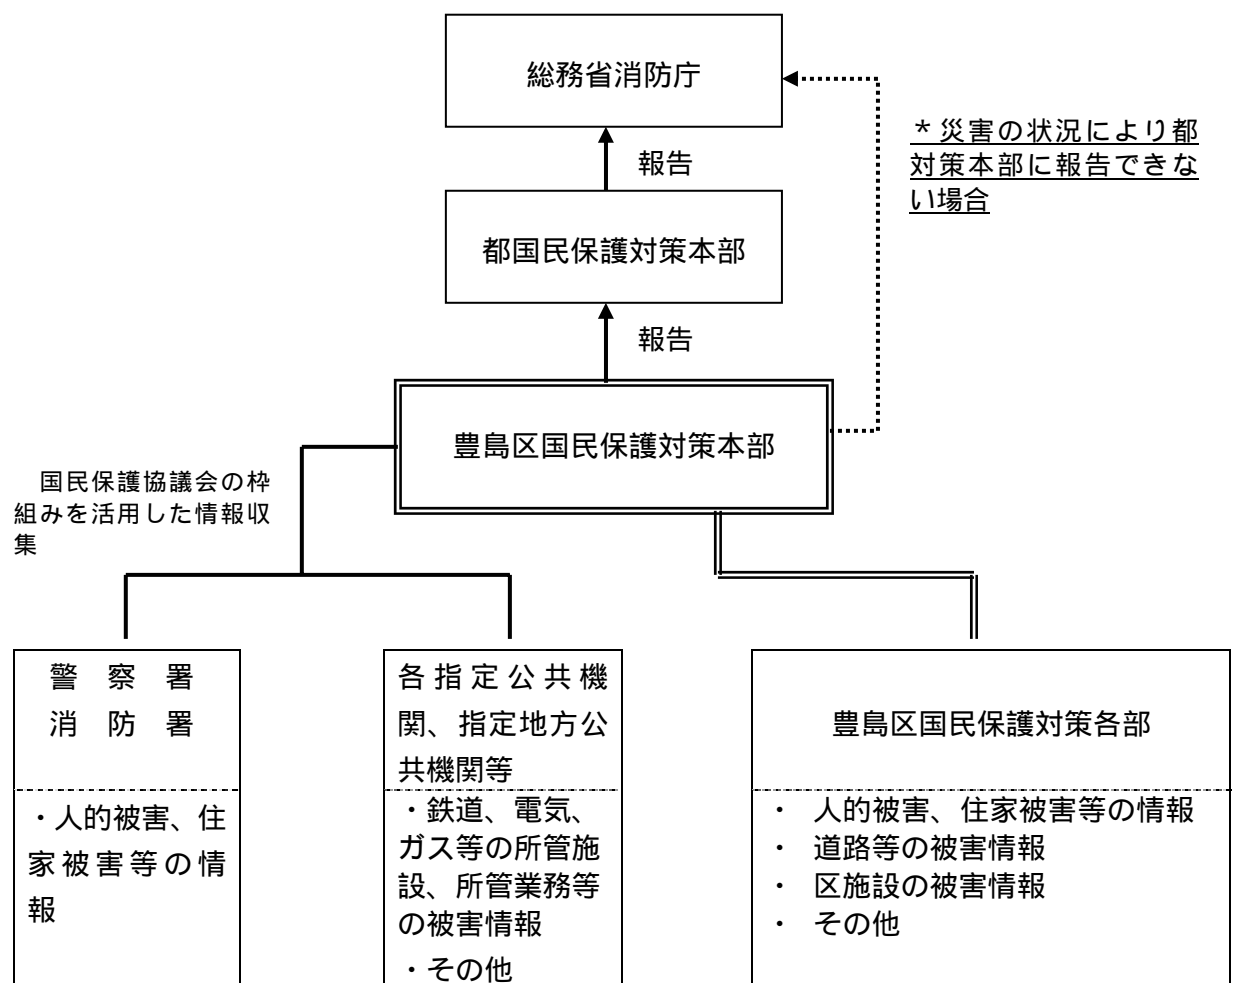 総務省消防庁
*災害の状況により都
対策本部に報告できな
い場合
報告
都国民保護対策本部
報告
豊島区国民保護対策本部
国民保護協議会の枠
組みを活用した情報収
集
警察署
消防署
・人的被害、住
家被害等の情
報
各指定公共機
関、指定地方公
共機関等
・鉄道、電気、
ガス等の所管施
設、所管業務等
の被害情報
・その他
豊島区国民保護対策各部
・ 人的被害、住家被害等の情報
・ 道路等の被害情報
・ 区施設の被害情報
・ その他